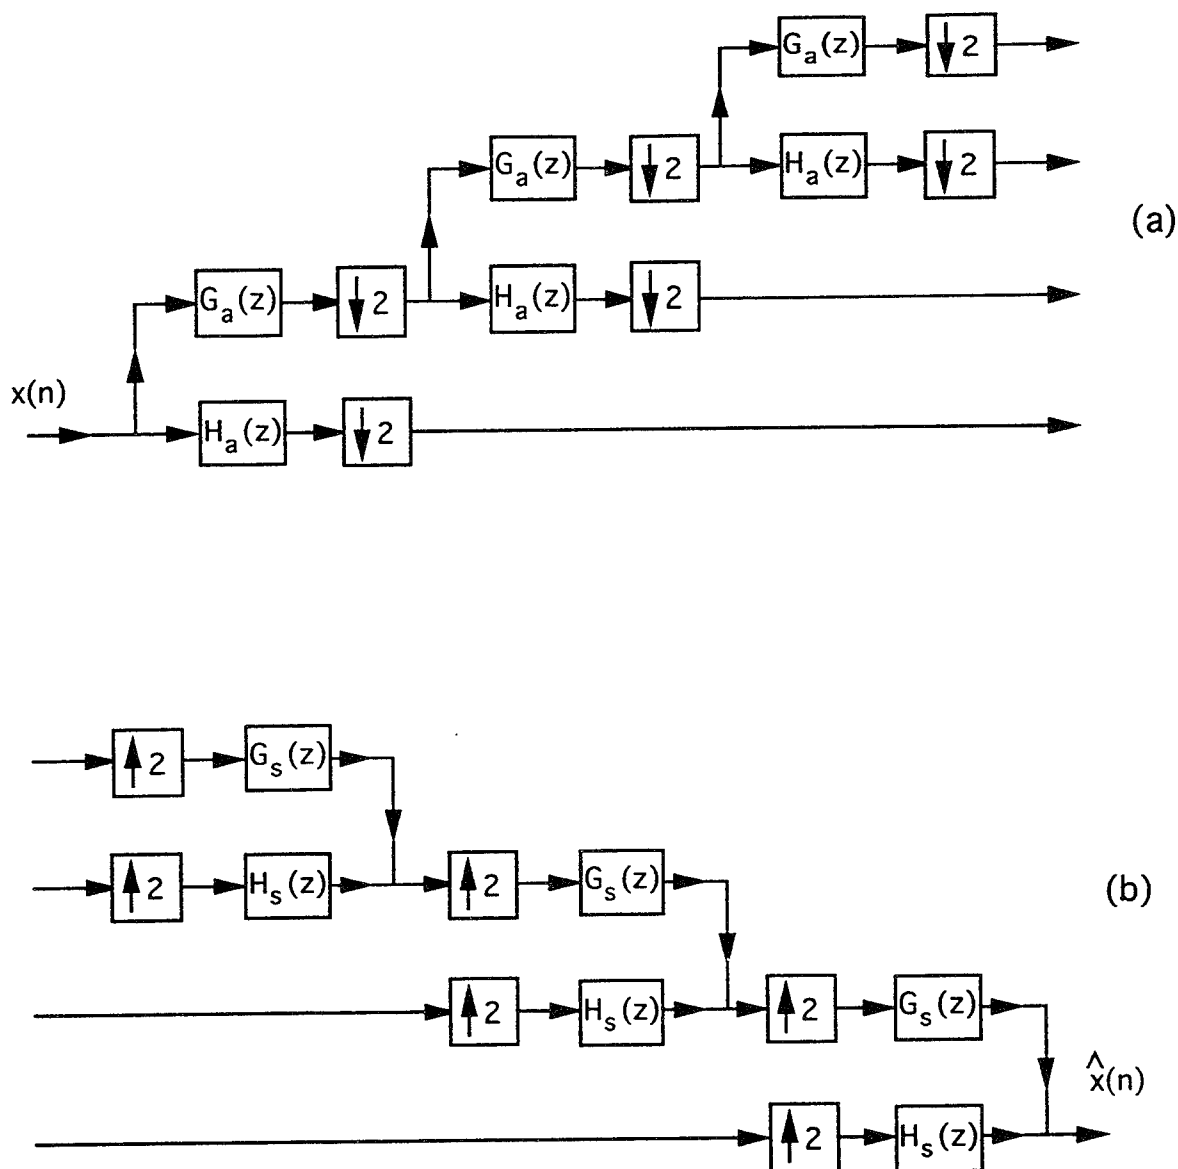 G_a(z) ↓2
G_a(z) ↓2 H_a(z) ↓2
(a)
G_a(z) ↓2 H_a(z) ↓2
x(n)
H_a(z) ↓2
↑2 G_s(z)
↑2 H_s(z) ↑2 G_s(z)
(b)
↑2 H_s(z) ↑2 G_s(z)
x̂(n)
↑2 H_s(z)